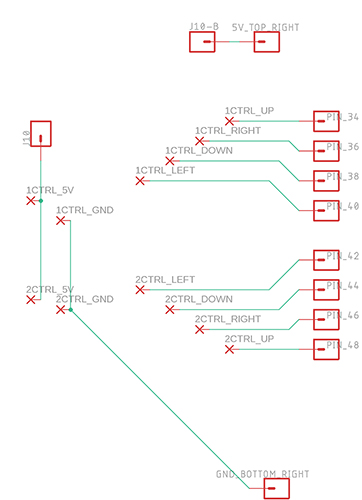 J10-B 5V_TOP_RIGHT
1CTRL_UP PIN_34
J10
1CTRL_RIGHT PIN_36
1CTRL_DOWN
1CTRL_LEFT PIN_38
1CTRL_5V
1CTRL_GND PIN_40
PIN_42
2CTRL_LEFT
2CTRL_5V PIN_44
2CTRL_GND 2CTRL_DOWN
2CTRL_RIGHT PIN_46
2CTRL_UP PIN_48
GND_BOTTOM_RIGHT